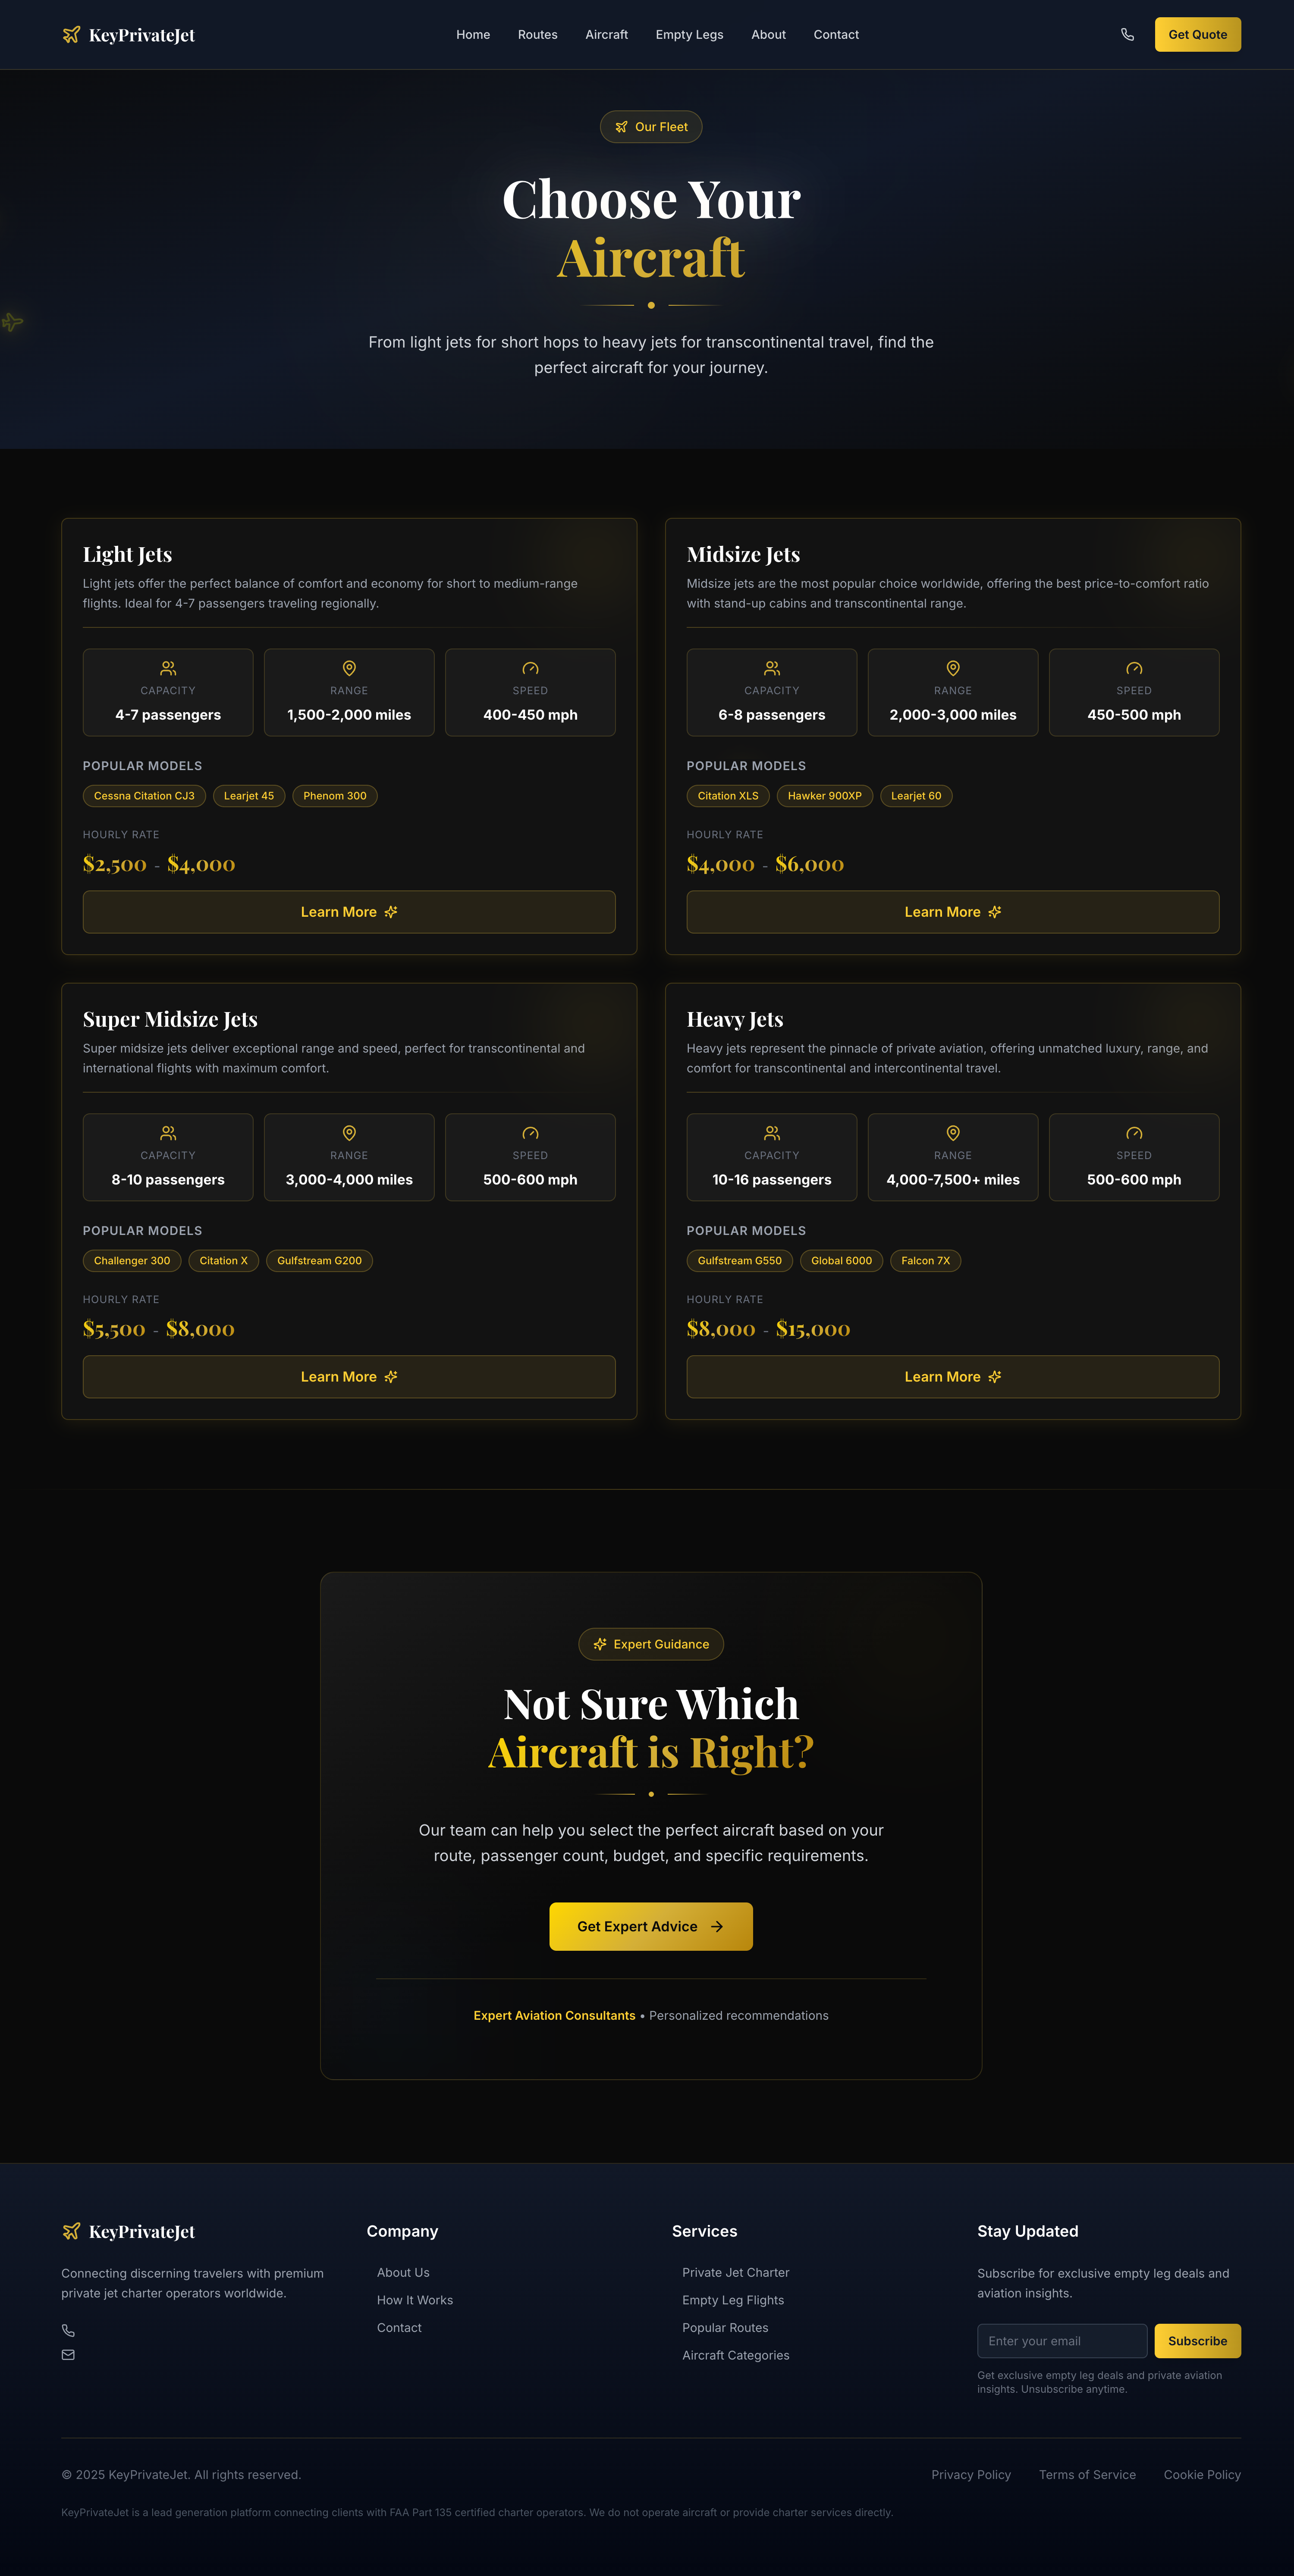 KeyPrivateJet
Home Routes Aircraft Empty Legs About Contact
Get Quote
Our Fleet
Choose Your
Aircraft
From light jets for short hops to heavy jets for transcontinental travel, find the
perfect aircraft for your journey.
Light Jets
Light jets offer the perfect balance of comfort and economy for short to medium-range
flights. Ideal for 4-7 passengers traveling regionally.
CAPACITY RANGE SPEED
4-7 passengers 1,500-2,000 miles 400-450 mph
POPULAR MODELS
Cessna Citation CJ3 Learjet 45 Phenom 300
HOURLY RATE
$2,500 - $4,000
Learn More
Midsize Jets
Midsize jets are the most popular choice worldwide, offering the best price-to-comfort ratio
with stand-up cabins and transcontinental range.
CAPACITY RANGE SPEED
6-8 passengers 2,000-3,000 miles 450-500 mph
POPULAR MODELS
Citation XLS Hawker 900XP Learjet 60
HOURLY RATE
$4,000 - $6,000
Learn More
Super Midsize Jets
Super midsize jets deliver exceptional range and speed, perfect for transcontinental and
international flights with maximum comfort.
CAPACITY RANGE SPEED
8-10 passengers 3,000-4,000 miles 500-600 mph
POPULAR MODELS
Challenger 300 Citation X Gulfstream G200
HOURLY RATE
$5,500 - $8,000
Learn More
Heavy Jets
Heavy jets represent the pinnacle of private aviation, offering unmatched luxury, range, and
comfort for transcontinental and intercontinental travel.
CAPACITY RANGE SPEED
10-16 passengers 4,000-7,500+ miles 500-600 mph
POPULAR MODELS
Gulfstream G550 Global 6000 Falcon 7X
HOURLY RATE
$8,000 - $15,000
Learn More
Expert Guidance
Not Sure Which
Aircraft is Right?
Our team can help you select the perfect aircraft based on your
route, passenger count, budget, and specific requirements.
Get Expert Advice
Expert Aviation Consultants • Personalized recommendations
KeyPrivateJet
Connecting discerning travelers with premium
private jet charter operators worldwide.
Company
About Us
How It Works
Contact
Services
Private Jet Charter
Empty Leg Flights
Popular Routes
Aircraft Categories
Stay Updated
Subscribe for exclusive empty leg deals and
aviation insights.
Enter your email Subscribe
Get exclusive empty leg deals and private aviation
insights. Unsubscribe anytime.
© 2025 KeyPrivateJet. All rights reserved.
Privacy Policy Terms of Service Cookie Policy
KeyPrivateJet is a lead generation platform connecting clients with FAA Part 135 certified charter operators. We do not operate aircraft or provide charter services directly.